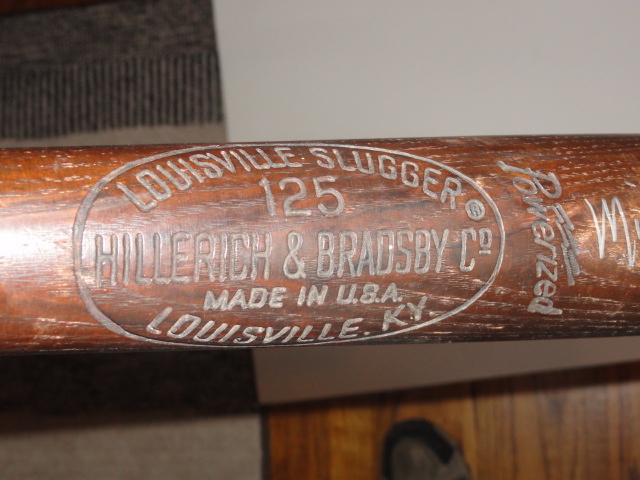 LOUISVILLE SLUGGER ®
125
HILLERICH & BRADSBY Cº
MADE IN U.S.A.
LOUISVILLE. KY.
Powerized